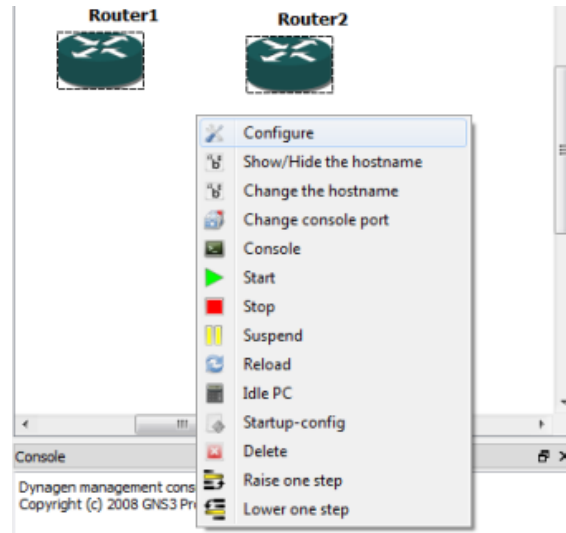 Router1
Router2
Configure
Show/Hide the hostname
Change the hostname
Change console port
Console
Start
Stop
Suspend
Reload
Idle PC
Startup-config
Delete
Raise one step
Lower one step
Console
Dynagen management cons
Copyright (c) 2008 GNS3 Pr